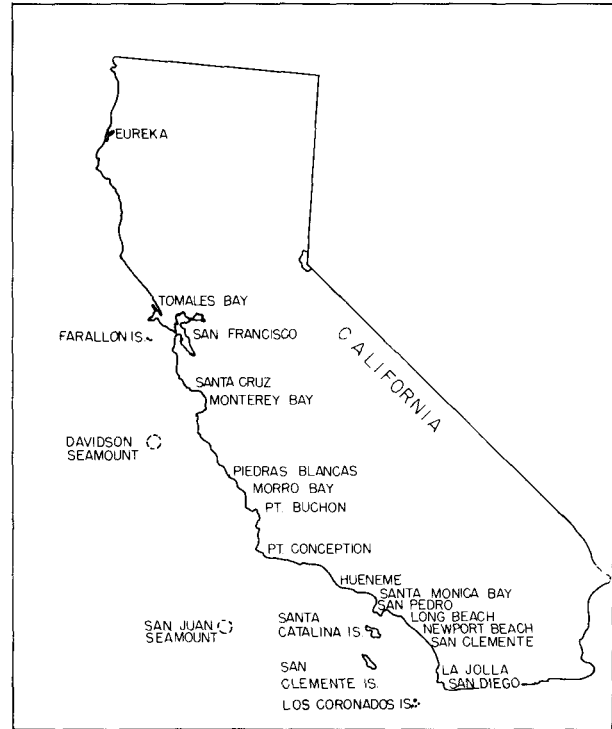 EUREKA
TOMALES BAY
FARALLON IS.
SAN FRANCISCO
CALIFORNIA
SANTA CRUZ
MONTEREY BAY
DAVIDSON
SEAMOUNT
PIEDRAS BLANCAS
MORRO BAY
PT. BUCHON
PT. CONCEPTION
HUENEME
SANTA MONICA BAY
SAN PEDRO
LONG BEACH
NEWPORT BEACH
SAN CLEMENTE
SAN JUAN
SEAMOUNT
SANTA
CATALINA IS.
SAN
CLEMENTE IS.
LA JOLLA
SAN DIEGO
LOS CORONADOS IS.